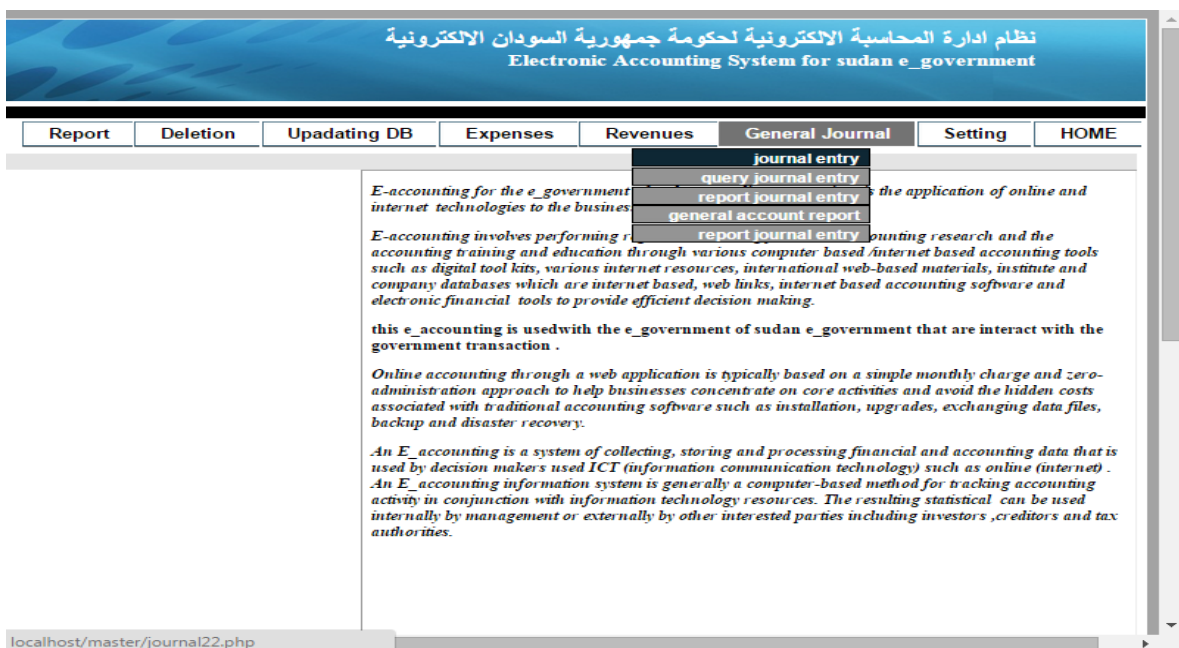 نظام ادارة المحاسبة الالكترونية لحكومة جمهورية السودان الالكترونية
Electronic Accounting System for sudan e_government
Report Deletion Upadating DB Expenses Revenues General Journal Setting HOME
journal entry
query journal entry
report journal entry
general account report
report journal entry
E-accounting for the e_government the application of online and
internet technologies to the
E-accounting involves research and the
accounting training and education through various computer based /internet based accounting tools
such as digital tool kits, various internet resources, international web-based materials, institute and
company databases which are internet based, web links, internet based accounting software and
electronic financial tools to provide efficient decision making.
this e_accounting is usedwith the e_government of sudan e_government that are interact with the
government transaction .
Online accounting through a web application is typically based on a simple monthly charge and zero-
administration approach to help businesses concentrate on core activities and avoid the hidden costs
associated with traditional accounting software such as installation, upgrades, exchanging data files,
backup and disaster recovery.
An E_accounting is a system of collecting, storing and processing financial and accounting data that is
used by decision makers used ICT (information communication technology) such as online (internet) .
An E_accounting information system is generally a computer-based method for tracking accounting
activity in conjunction with information technology resources. The resulting statistical can be used
internally by management or externally by other interested parties including investors ,creditors and tax
authorities.
localhost/master/journal22.php